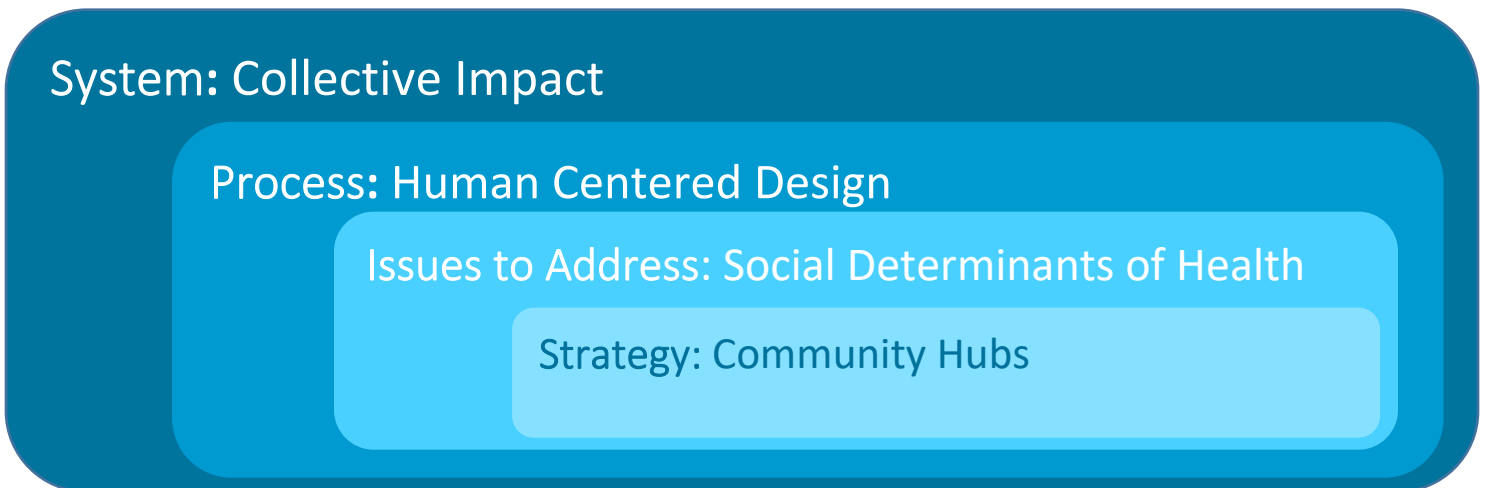 System: Collective Impact
Process: Human Centered Design
Issues to Address: Social Determinants of Health
Strategy: Community Hubs